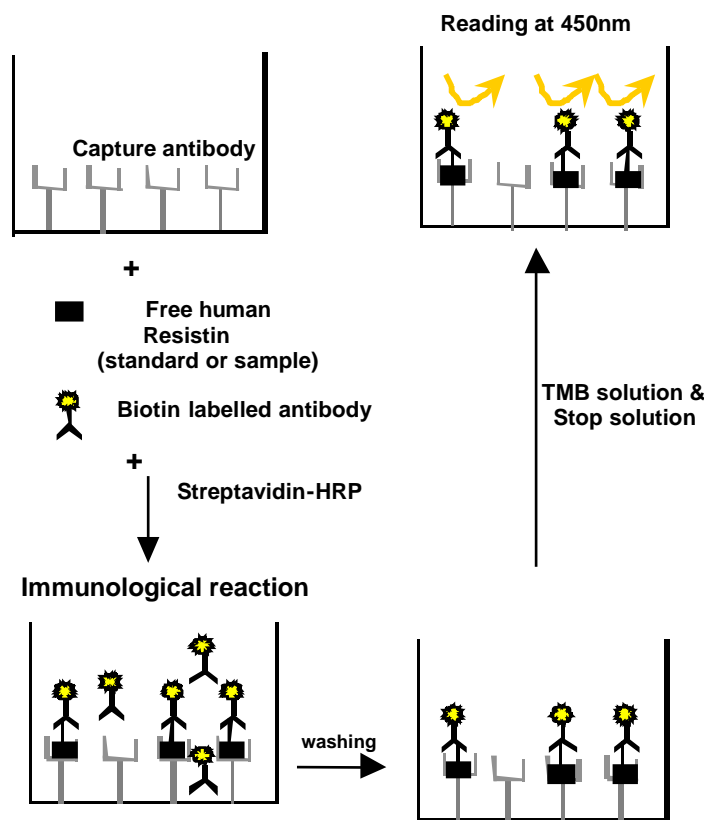 Capture antibody
+
Free human
Resistin
(standard or sample)
Biotin labelled antibody
+
Streptavidin-HRP
Immunological reaction
washing
TMB solution &
Stop solution
Reading at 450nm